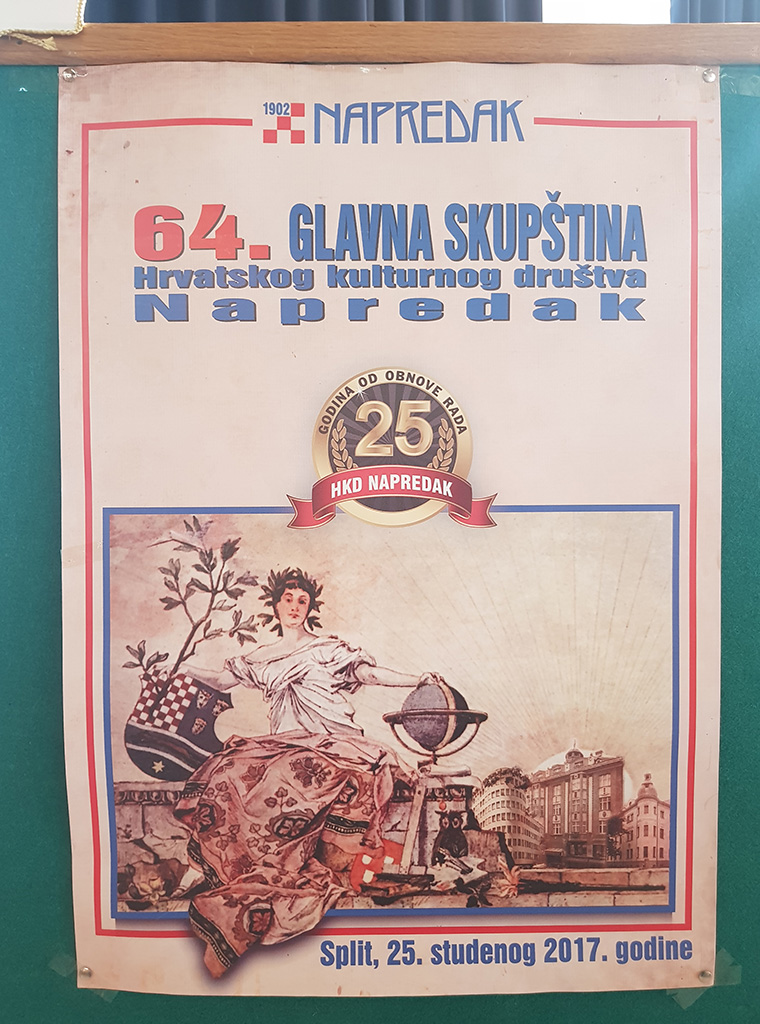 1902 NAPREDAK
64. GLAVNA SKUPŠTINA
Hrvatskog kulturnog društva
Napredak
GODINA OD OBNOVE RADA
25
HKD NAPREDAK
Split, 25. studenog 2017. godine